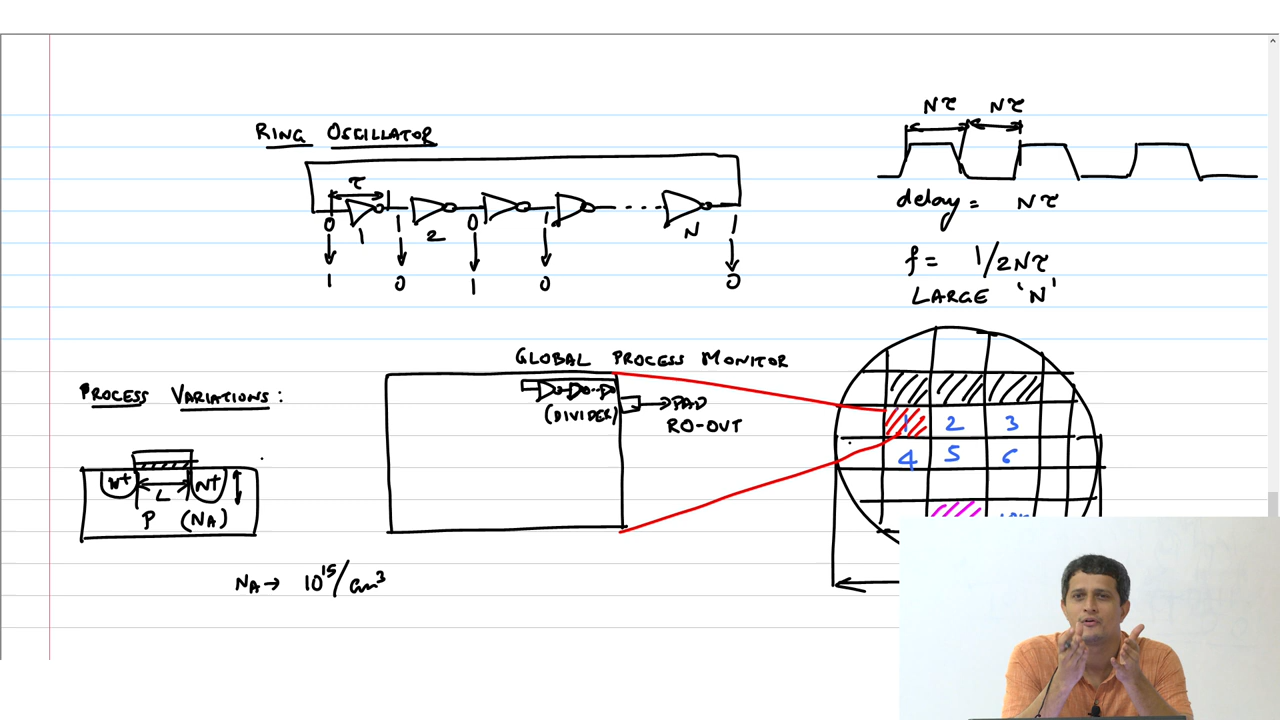 RING OSCILLATOR
τ
0 1 0 1 1
1 2 N
1 0 1 0 0
Nτ Nτ
delay = Nτ
f = 1/2Nτ
LARGE 'N'
PROCESS VARIATIONS :
N+ L N+
P (NA)
NA → 10^15/cm^3
GLOBAL PROCESS MONITOR
(DIVIDER)
PAD
RO-OUT
1 2 3
4 5 6